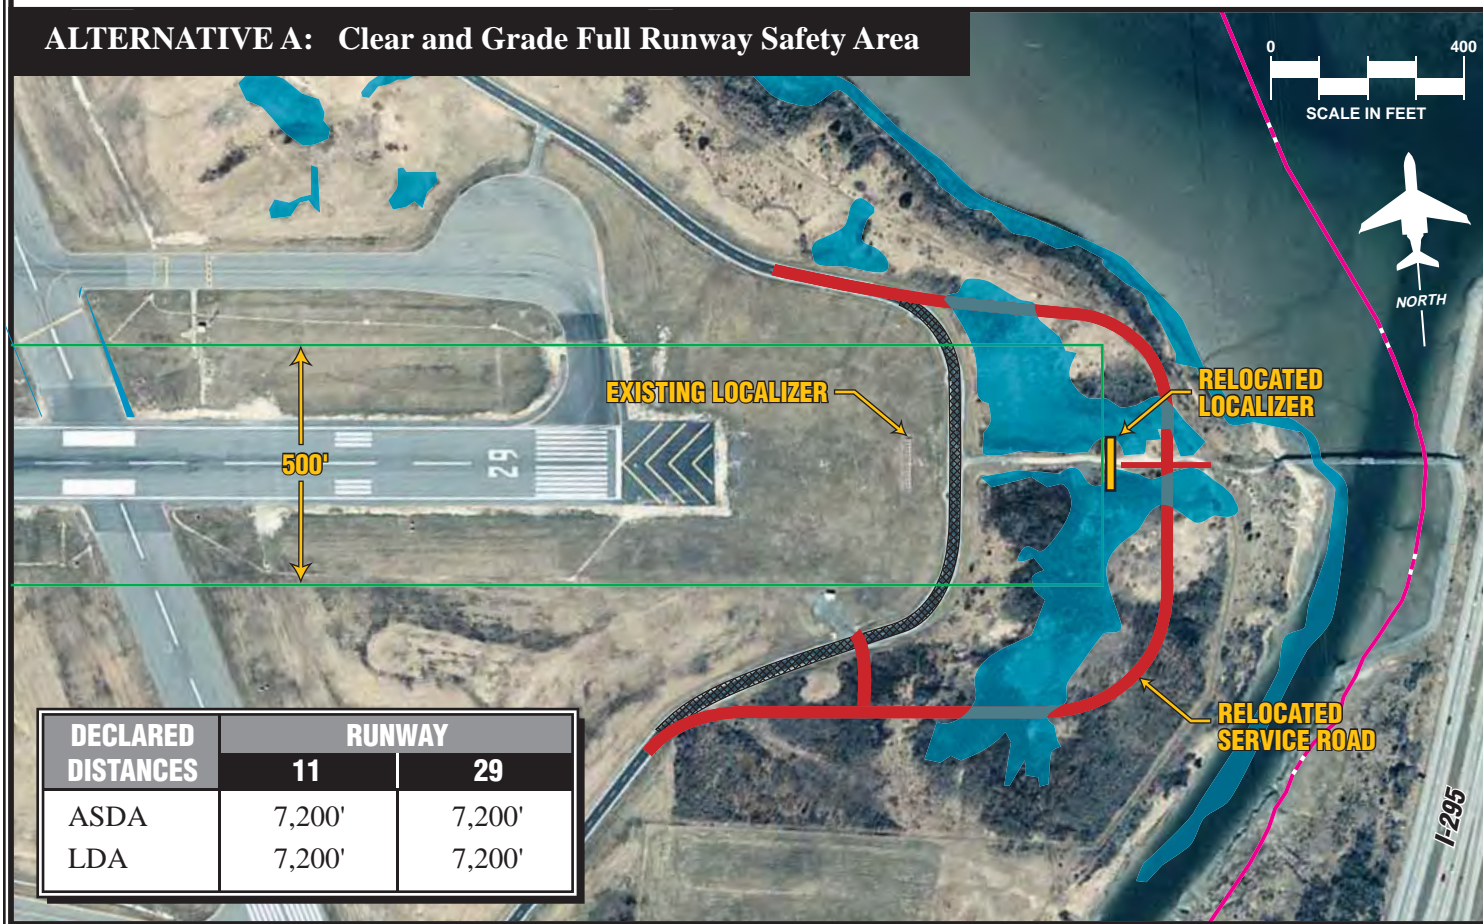 ALTERNATIVE A: Clear and Grade Full Runway Safety Area
0 400
SCALE IN FEET
NORTH
EXISTING LOCALIZER
RELOCATED
LOCALIZER
500'
29
RELOCATED
SERVICE ROAD
I-295
DECLARED
DISTANCES
RUNWAY
11 29
ASDA 7,200' 7,200'
LDA 7,200' 7,200'